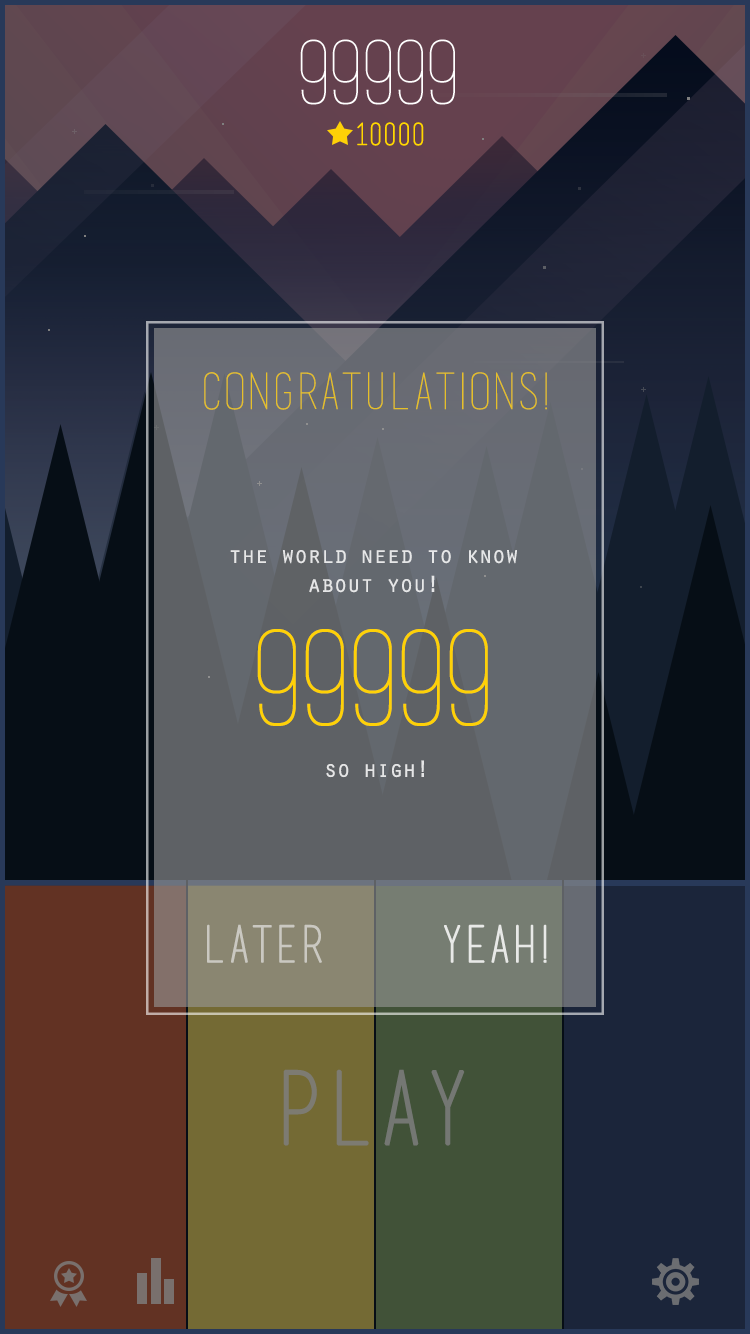 99999
10000
CONGRATULATIONS!
THE WORLD NEED TO KNOW
ABOUT YOU!
99999
SO HIGH!
LATER YEAH!
PLAY